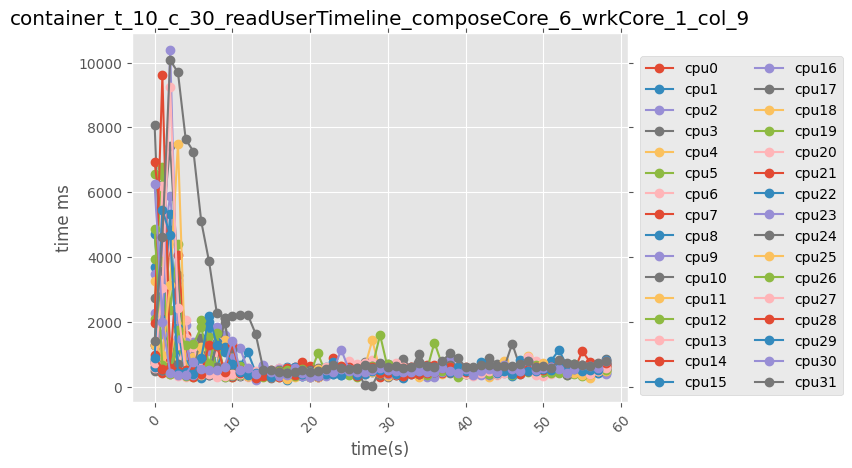 container_t_10_c_30_readUserTimeline_composeCore_6_wrkCore_1_col_9
10000
8000
6000
4000
2000
0
time ms
0
10
20
30
40
50
60
time(s)
cpu0
cpu1
cpu2
cpu3
cpu4
cpu5
cpu6
cpu7
cpu8
cpu9
cpu10
cpu11
cpu12
cpu13
cpu14
cpu15
cpu16
cpu17
cpu18
cpu19
cpu20
cpu21
cpu22
cpu23
cpu24
cpu25
cpu26
cpu27
cpu28
cpu29
cpu30
cpu31